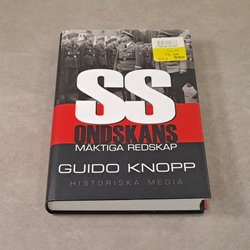 SS
ONDSKANS
MÄKTIGA REDSKAP
GUIDO KNOPP
HISTORISKA MEDIA